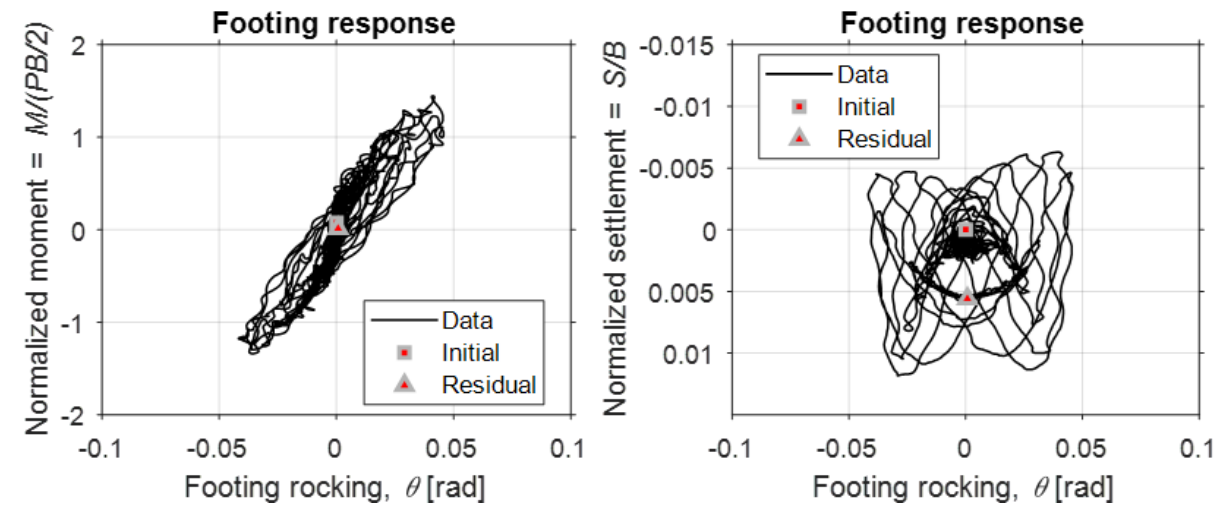 Footing response
Normalized moment = M/(PB/2)
2
1
0
-1
-2
Data
Initial
Residual
-0.1
-0.05
0
0.05
0.1
Footing rocking, θ [rad]
Footing response
Normalized settlement = S/B
-0.015
-0.01
-0.005
0
0.005
0.01
Data
Initial
Residual
-0.1
-0.05
0
0.05
0.1
Footing rocking, θ [rad]